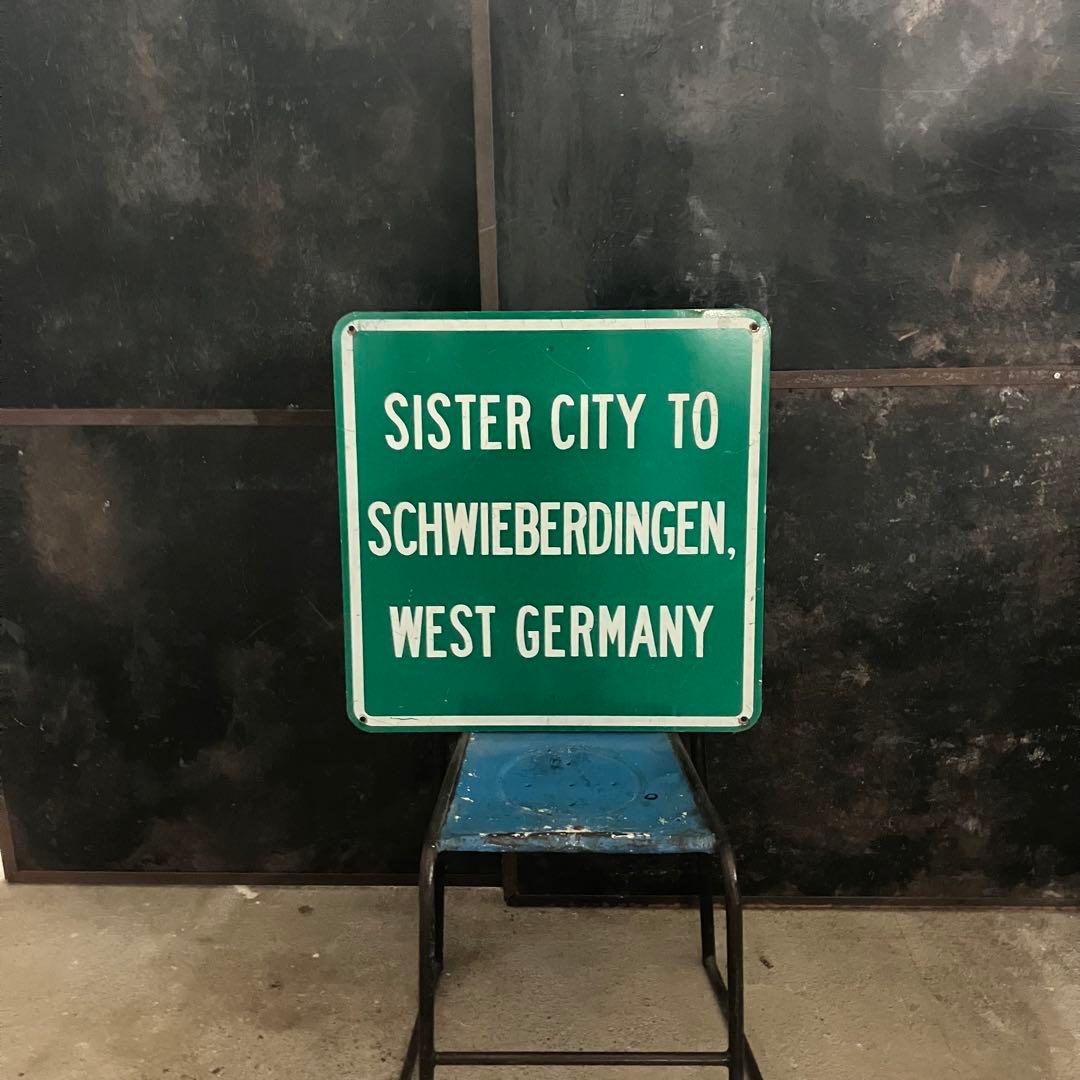 SISTER CITY TO
SCHWIEBERDINGEN,
WEST GERMANY